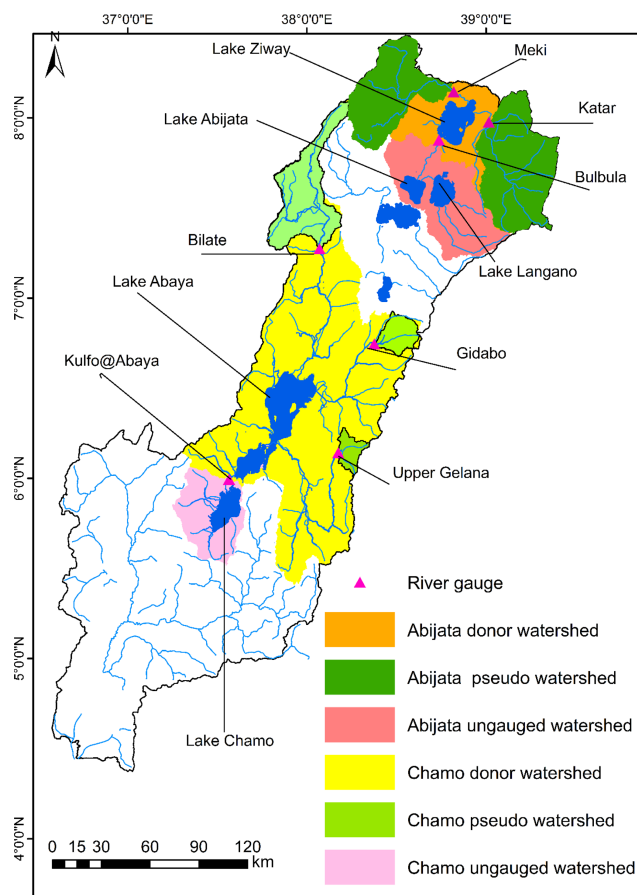 37°0'0"E 38°0'0"E 39°0'0"E
N
Lake Ziway
Meki
8°0'0"N
Lake Abijata
Katar
Bulbula
Bilate
Lake Langano
Lake Abaya
7°0'0"N
Gidabo
Kulfo@Abaya
6°0'0"N
Upper Gelana
River gauge
Abijata donor watershed
5°0'0"N
Abijata pseudo watershed
Abijata ungauged watershed
Lake Chamo
Chamo donor watershed
Chamo pseudo watershed
4°0'0"N
0 15 30 60 90 120
km
Chamo ungauged watershed